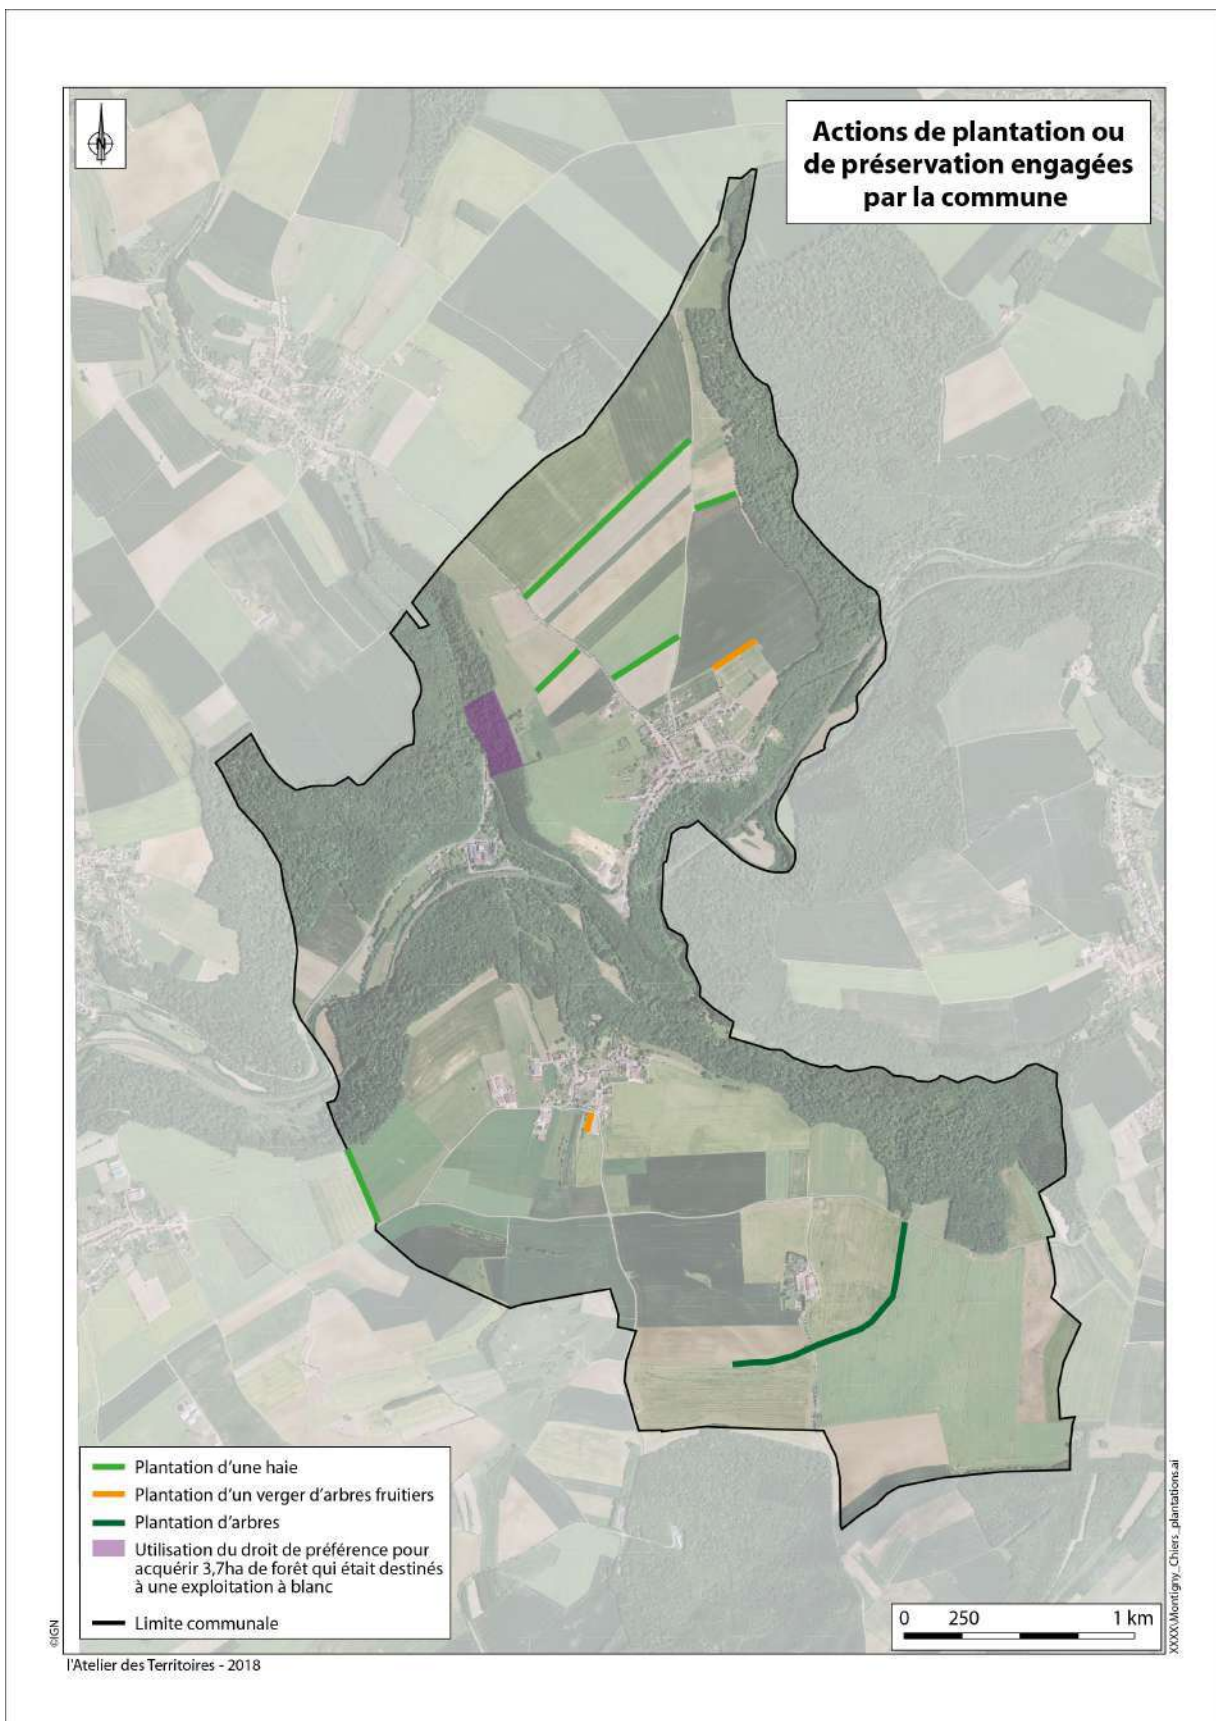 N
Actions de plantation ou
de préservation engagées
par la commune
Plantation d'une haie
Plantation d'un verger d'arbres fruitiers
Plantation d'arbres
Utilisation du droit de préférence pour
acquérir 3,7ha de forêt qui était destinés
à une exploitation à blanc
Limite communale
0 250 1 km
©IGN
XXXX\Montigny_Chiers_plantations.ai
l'Atelier des Territoires - 2018